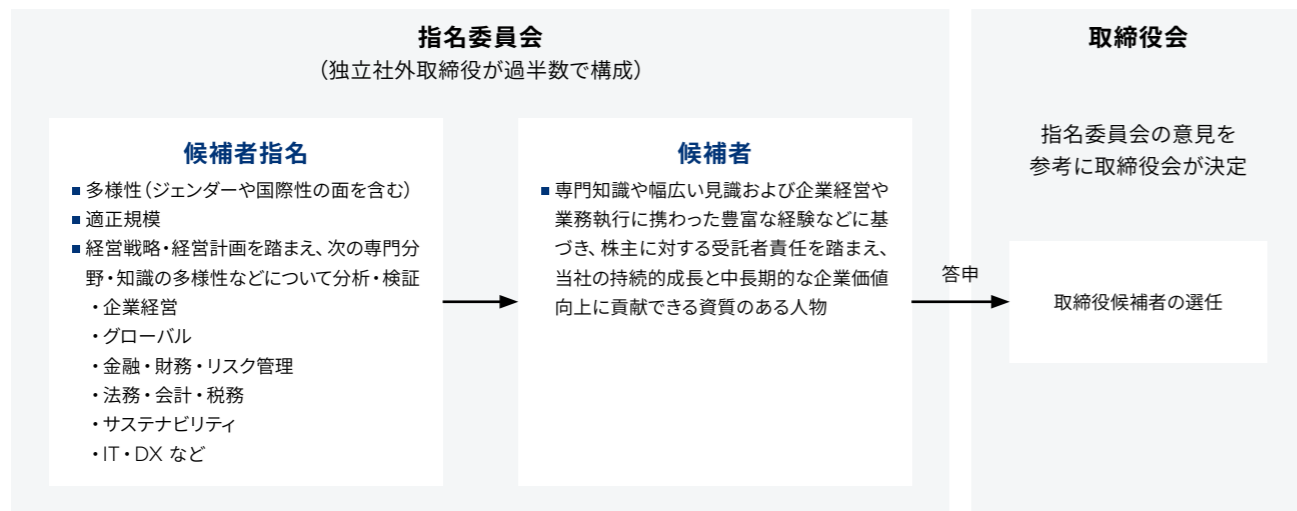 指名委員会
（独立社外取締役が過半数で構成）
候補者指名
■ 多様性（ジェンダーや国際性の面を含む）
■ 適正規模
■ 経営戦略・経営計画を踏まえ、次の専門分
野・知識の多様性などについて分析・検証
・企業経営
・グローバル
・金融・財務・リスク管理
・法務・会計・税務
・サステナビリティ
・IT・DX など
候補者
■ 専門知識や幅広い見識および企業経営や
業務執行に携わった豊富な経験などに基
づき、株主に対する受託者責任を踏まえ、
当社の持続的成長と中長期的な企業価値
向上に貢献できる資質のある人物
答申
取締役会
指名委員会の意見を
参考に取締役会が決定
取締役候補者の選任